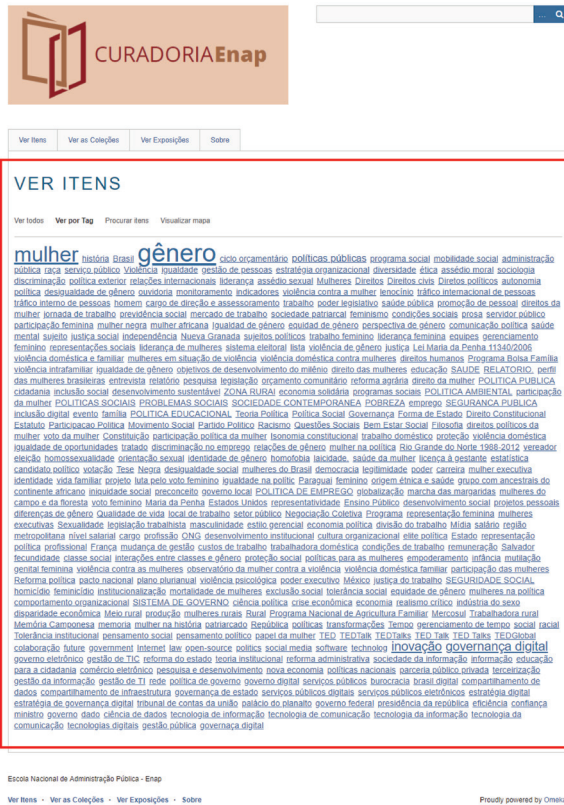 CURADORIAEnap
...
Ver Itens Ver as Coleções Ver Exposições Sobre
VER ITENS
Ver todos Ver por Tag Procurar itens Visualizar mapa
mulher história Brasil gênero ciclo orçamentário políticas públicas programa social mobilidade social administração
pública raça serviço público Violência igualdade gestão de pessoas estratégia organizacional diversidade ética assédio moral sociologia
discriminação política exterior relações internacionais liderança assédio sexual Mulheres Direitos Direitos civis Diretos políticos autonomia
política desigualdade de gênero ouvidoria monitoramento indicadores violência contra a mulher lenocínio tráfico internacional de pessoas
tráfico interno de pessoas homem cargo de direção e assessoramento trabalho poder legislativo saúde pública promoção de pessoal direitos da
mulher jornada de trabalho previdência social mercado de trabalho sociedade patriarcal feminismo condições sociais prosa servidor público
participação feminina mulher negra mulher africana Igualdad de género equidad de género perspectiva de género comunicação política saúde
mental sujeito justiça social independência Nueva Granada sujeitos políticos trabalho feminino liderança feminina equipes gerenciamento
feminino representações sociais liderança de mulheres sistema eleitoral lista violência de gênero justiça Lei Maria da Penha 11340/2006
violência doméstica e familiar mulheres em situação de violência violência doméstica contra mulheres direitos humanos Programa Bolsa Família
violência intrafamiliar igualdade de gênero objetivos de desenvolvimento do milênio direito das mulheres educação SAUDE RELATORIO. perfil
das mulheres brasileiras entrevista relatório pesquisa legislação orçamento comunitário reforma agrária direito da mulher POLITICA PUBLICA
cidadania inclusão social desenvolvimento sustentável ZONA RURAI economia solidária programas sociais POLITICA AMBIENTAL participação
da mulher POLITICAS SOCIAIS PROBLEMAS SOCIAIS SOCIEDADE CONTEMPORANEA POBREZA emprego SEGURANCA PUBLICA
inclusão digital evento família POLITICA EDUCACIONAL Teoria Política Política Social Governança Forma de Estado Direito Constitucional
Estatuto Participacao Politica Movimento Social Partido Politico Racismo Questões Sociais Bem Estar Social Filosofia direitos políticos da
mulher voto da mulher Constituição participação política da mulher Isonomia constitucional trabalho doméstico proteção violência doméstica
igualdade de oportunidades tratado discriminação no emprego relações de gênero mulher na política Rio Grande do Norte 1988-2012 vereador
eleição homossexualidade orientação sexual identidade de gênero homofobia laicidade. saúde da mulher licença à gestante estatística
candidato político votação Tese Negra desigualdade social mulheres do Brasil democracia legitimidade poder carreira mulher executiva
identidade vida familiar projeto luta pelo voto feminino igualdade na polític Paraguai feminino origem étnica e saúde grupo com ancestrais do
continente africano iniquidade social preconceito governo local POLITICA DE EMPREGO globalização marcha das margaridas mulheres do
campo e da floresta voto feminino Maria da Penha Estados Unidos representatividade Ensino Público desenvolvimento social projetos pessoais
diferenças de gênero Qualidade de vida local de trabalho setor público Negociação Coletiva Programa representação feminina mulheres
executivas Sexualidade legislação trabalhista masculinidade estilo gerencial economia política divisão do trabalho Mídia salário região
metropolitana nível salarial cargo profissão ONG desenvolvimento institucional cultura organizacional elite política Estado representação
política profissional França mudança de gestão custos de trabalho trabalhadora doméstica condições de trabalho remuneração Salvador
fecundidade classe social interações entre classes e gênero proteção social políticas para as mulheres empoderamento infância mutilação
genital feminina violência contra as mulheres observatório da mulher contra a violência violência doméstica familiar participação das mulheres
Reforma política pacto nacional plano plurianual violência psicológica poder executivo México justiça do trabalho SEGURIDADE SOCIAL
homicídio feminicídio institucionalização mortalidade de mulheres exclusão social tolerância social equidade de gênero mulheres na política
comportamento organizacional SISTEMA DE GOVERNO ciência política crise econômica economia realismo crítico indústria do sexo
disparidade econômica Meio rural produção mulheres rurais Rural Programa Nacional de Agricultura Familiar Mercosul Trabalhadora rural
Memória Camponesa memoria mulher na história patriarcado República políticas transformações Tempo gerenciamento de tempo social racial
Tolerância institucional pensamento social pensamento político papel da mulher TED TEDTalk TEDTalks TED Talk TED Talks TEDGlobal
colaboração future government Internet law open-source politics social media software technolog inovação governança digital
governo eletrônico gestão de TIC reforma do estado teoria institucional reforma administrativa sociedade da informação informação educação
para a cidadania comércio eletrônico pesquisa e desenvolvimento nova economia políticas nacionais parceria público privada terceirização
gestão da informação gestão de TI rede política de governo governo digital serviços públicos burocracia brasil digital compartilhamento de
dados compartilhamento de infraestrutura governança de estado serviços públicos digitais serviços públicos eletrônicos estratégia digital
estratégia de governança digital tribunal de contas da união palácio do planalto governo federal presidência da república eficiência confiança
ministro governo dado ciência de dados tecnologia de informação tecnologia de comunicação tecnologia da informação tecnologia da
comunicação tecnologias digitais gestão pública governaça digital
Escola Nacional de Administração Pública - Enap
Ver Itens • Ver as Coleções • Ver Exposições • Sobre Proudly powered by Omeka